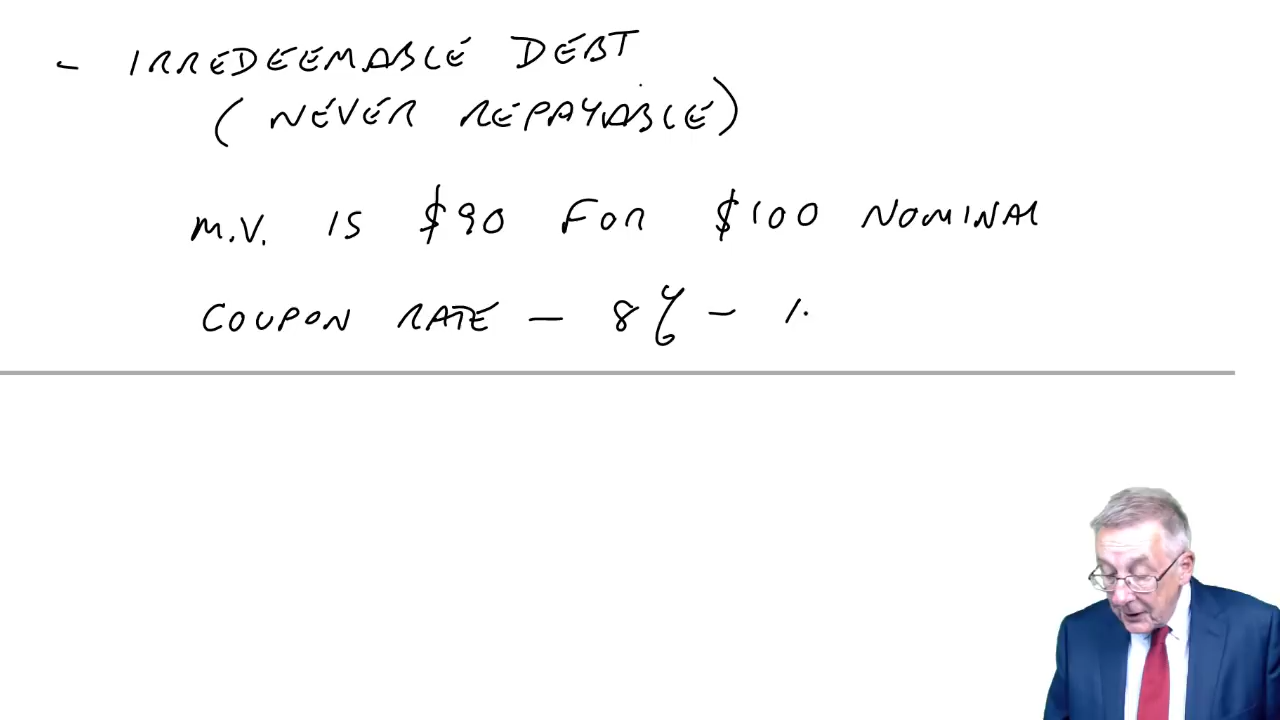 - IRREDEEMABLE DEBT
(NEVER REPAYABLE)
M.V. IS $90 FOR $100 NOMINAL
COUPON RATE - 8% -